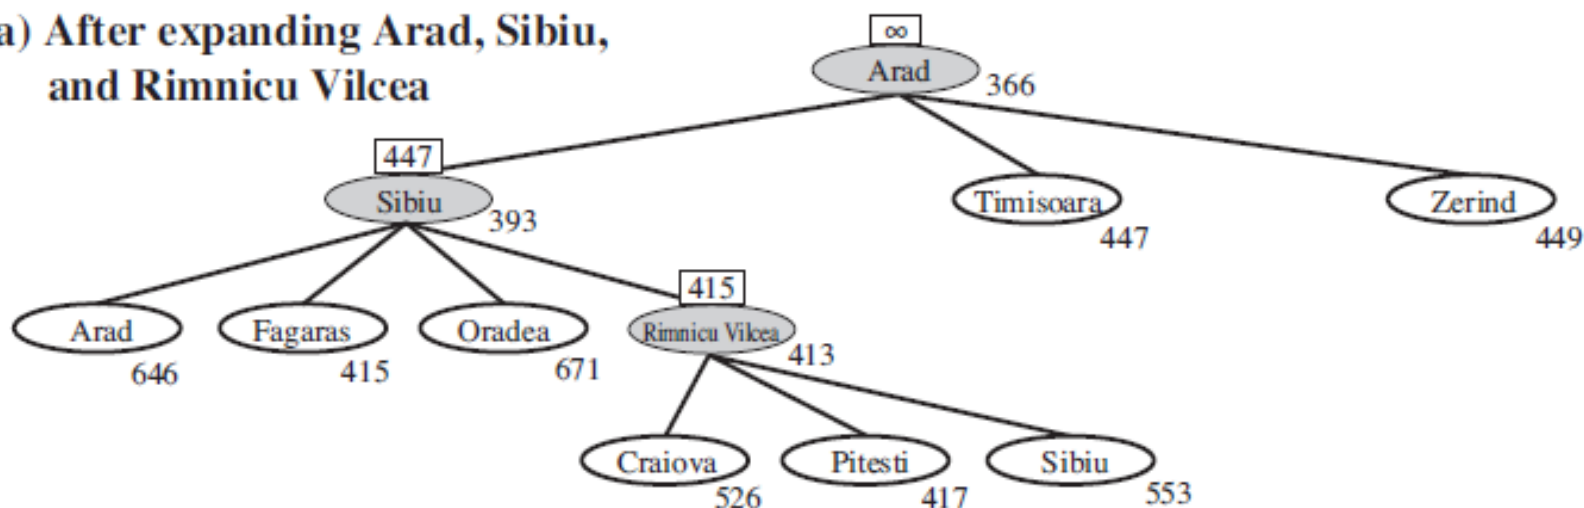 a) After expanding Arad, Sibiu,
and Rimnicu Vilcea
∞
Arad
366
447
Sibiu
393
Timisoara
447
Zerind
449
Arad
646
Fagaras
415
Oradea
671
415
Rimnicu Vilcea
413
Craiova
526
Pitesti
417
Sibiu
553